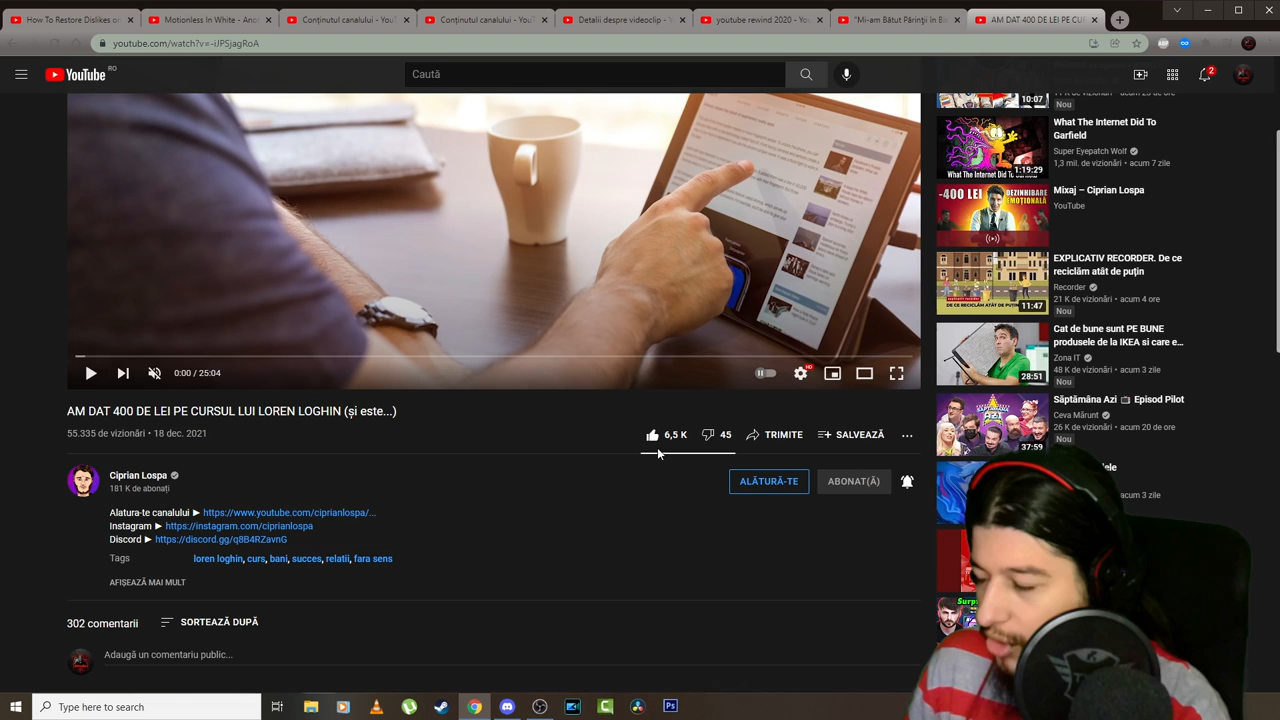 How To Restore Dislikes on
Motionless In White - Ano
Conținutul canalului - You
Conținutul canalului - You
Detalii despre videoclip - Y
youtube rewind 2020 - You
"Mi-am Bătut Părinţii în Be
AM DAT 400 DE LEI PE CU
youtube.com/watch?v=-iJPSjagRoA
YouTube RO
Caută
2
10:07
Nou
What The Internet Did To
Garfield
Super Eyepatch Wolf
1,3 mil. de vizionări • acum 7 zile
1:19:29
-400 LEI
DEZINHIBARE
EMOȚIONALĂ
Mixaj – Ciprian Lospa
YouTube
EXPLICATIV RECORDER. De ce
reciclăm atât de puțin
Recorder
21 K de vizionări • acum 4 ore
Nou
11:47
Cat de bune sunt PE BUNE
produsele de la IKEA si care e...
Zona IT
48 K de vizionări • acum 3 zile
Nou
28:51
Săptămâna Azi 📺 Episod Pilot
Ceva Mărunt
26 K de vizionări • acum 20 de ore
Nou
37:59
acum 3 zile
0:00 / 25:04
HD
AM DAT 400 DE LEI PE CURSUL LUI LOREN LOGHIN (și este...)
55.335 de vizionări • 18 dec. 2021
6,5 K
45
TRIMITE
SALVEAZĂ
Ciprian Lospa
181 K de abonați
ALĂTURĂ-TE
ABONAT(Ă)
Alatura-te canalului ► https://www.youtube.com/ciprianlospa/...
Instagram ► https://instagram.com/ciprianlospa
Discord ► https://discord.gg/q8B4RZavnG
Tags loren loghin, curs, bani, succes, relatii, fara sens
AFIȘEAZĂ MAI MULT
302 comentarii
SORTEAZĂ DUPĂ
Adaugă un comentariu public...
Type here to search
Ps